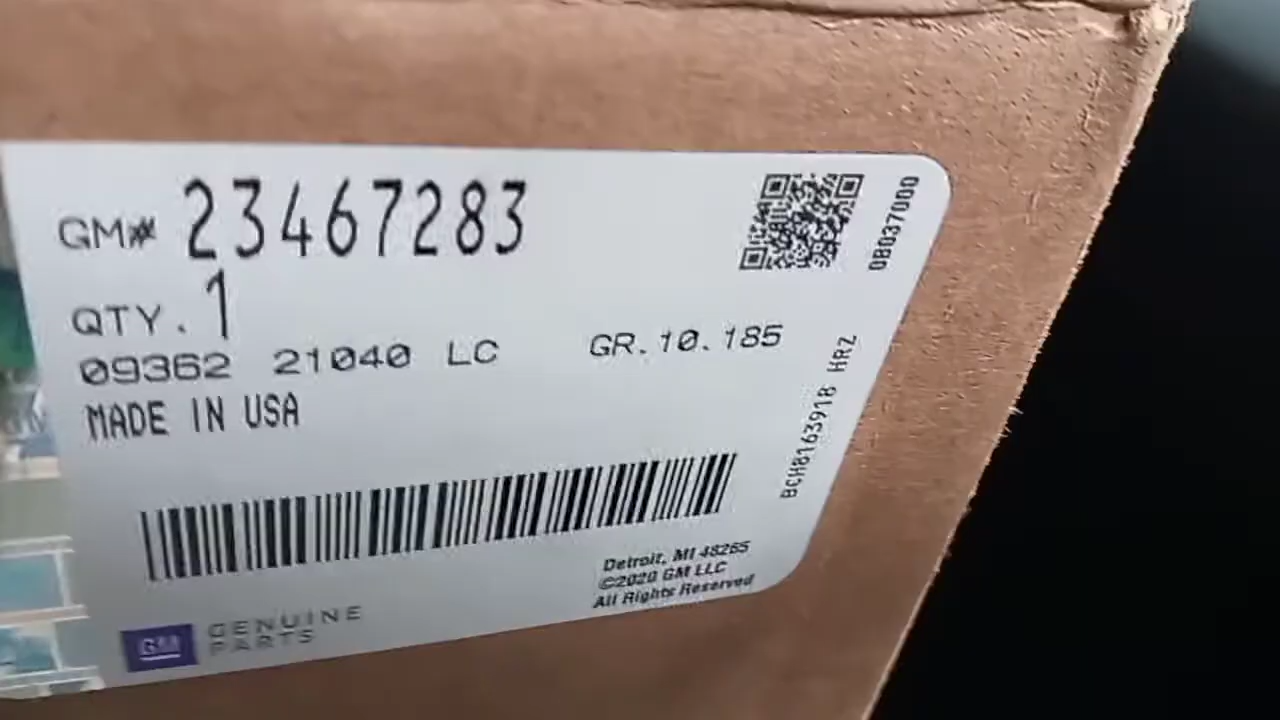 GM# 23467283
QTY. 1
09362 21040 LC GR. 10.185
MADE IN USA
0B037000
BCH8163918 HRZ
Detroit, MI 48265
©2020 GM LLC
All Rights Reserved
GM
GENUINE
PARTS